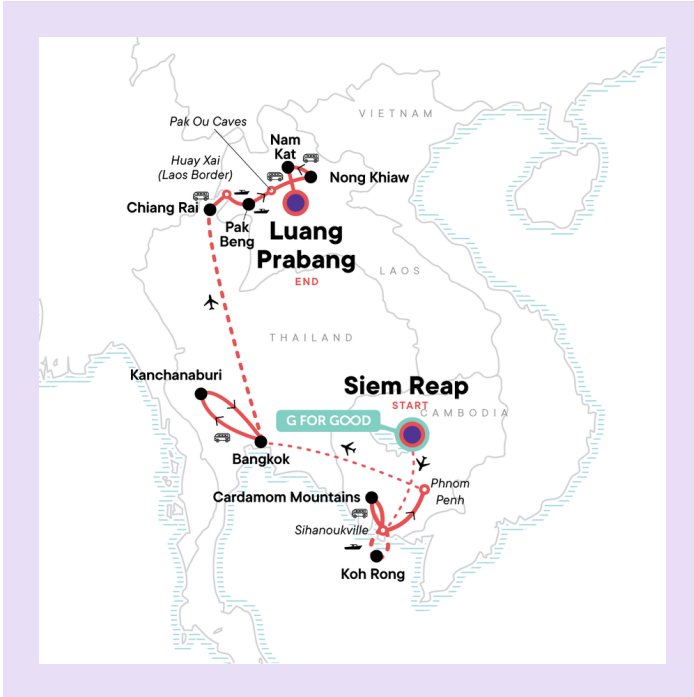 VIETNAM
Pak Ou Caves
Nam
Kat
Huay Xai
(Laos Border)
Nong Khiaw
Chiang Rai
Pak
Beng
Luang
Prabang
END
LAOS
THAILAND
Kanchanaburi
Siem Reap
START
CAMBODIA
G FOR GOOD
Bangkok
Phnom
Penh
Cardamom Mountains
Sihanoukville
Koh Rong